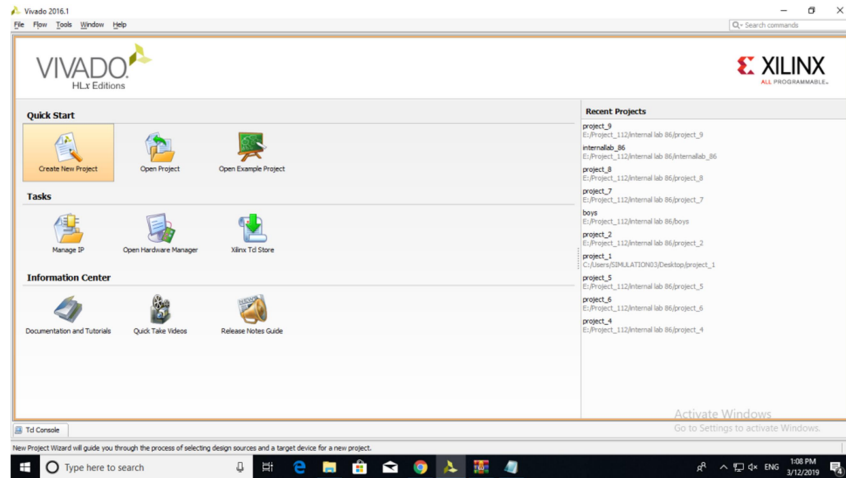 Vivado 2016.1
File Flow Tools Window Help
Search commands
VIVADO
HLx Editions
XILINX
ALL PROGRAMMABLE.
Quick Start
Create New Project
Open Project
Open Example Project
Tasks
Manage IP
Open Hardware Manager
Xilinx Tcl Store
Information Center
Documentation and Tutorials
Quick Take Videos
Release Notes Guide
Recent Projects
project_9
E:/Project_112/internal lab 86/project_9
internallab_86
E:/Project_112/internal lab 86/internallab_86
project_8
E:/Project_112/internal lab 86/project_8
project_7
E:/Project_112/internal lab 86/project_7
boys
E:/Project_112/internal lab 86/boys
project_2
E:/Project_112/internal lab 86/project_2
project_1
C:/Users/SIMULATION03/Desktop/project_1
project_5
E:/Project_112/internal lab 86/project_5
project_6
E:/Project_112/internal lab 86/project_6
project_4
E:/Project_112/internal lab 86/project_4
Activate Windows
Go to Settings to activate Windows.
Tcl Console
New Project Wizard will guide you through the process of selecting design sources and a target device for a new project.
Type here to search
ENG
1:08 PM
3/12/2019
4